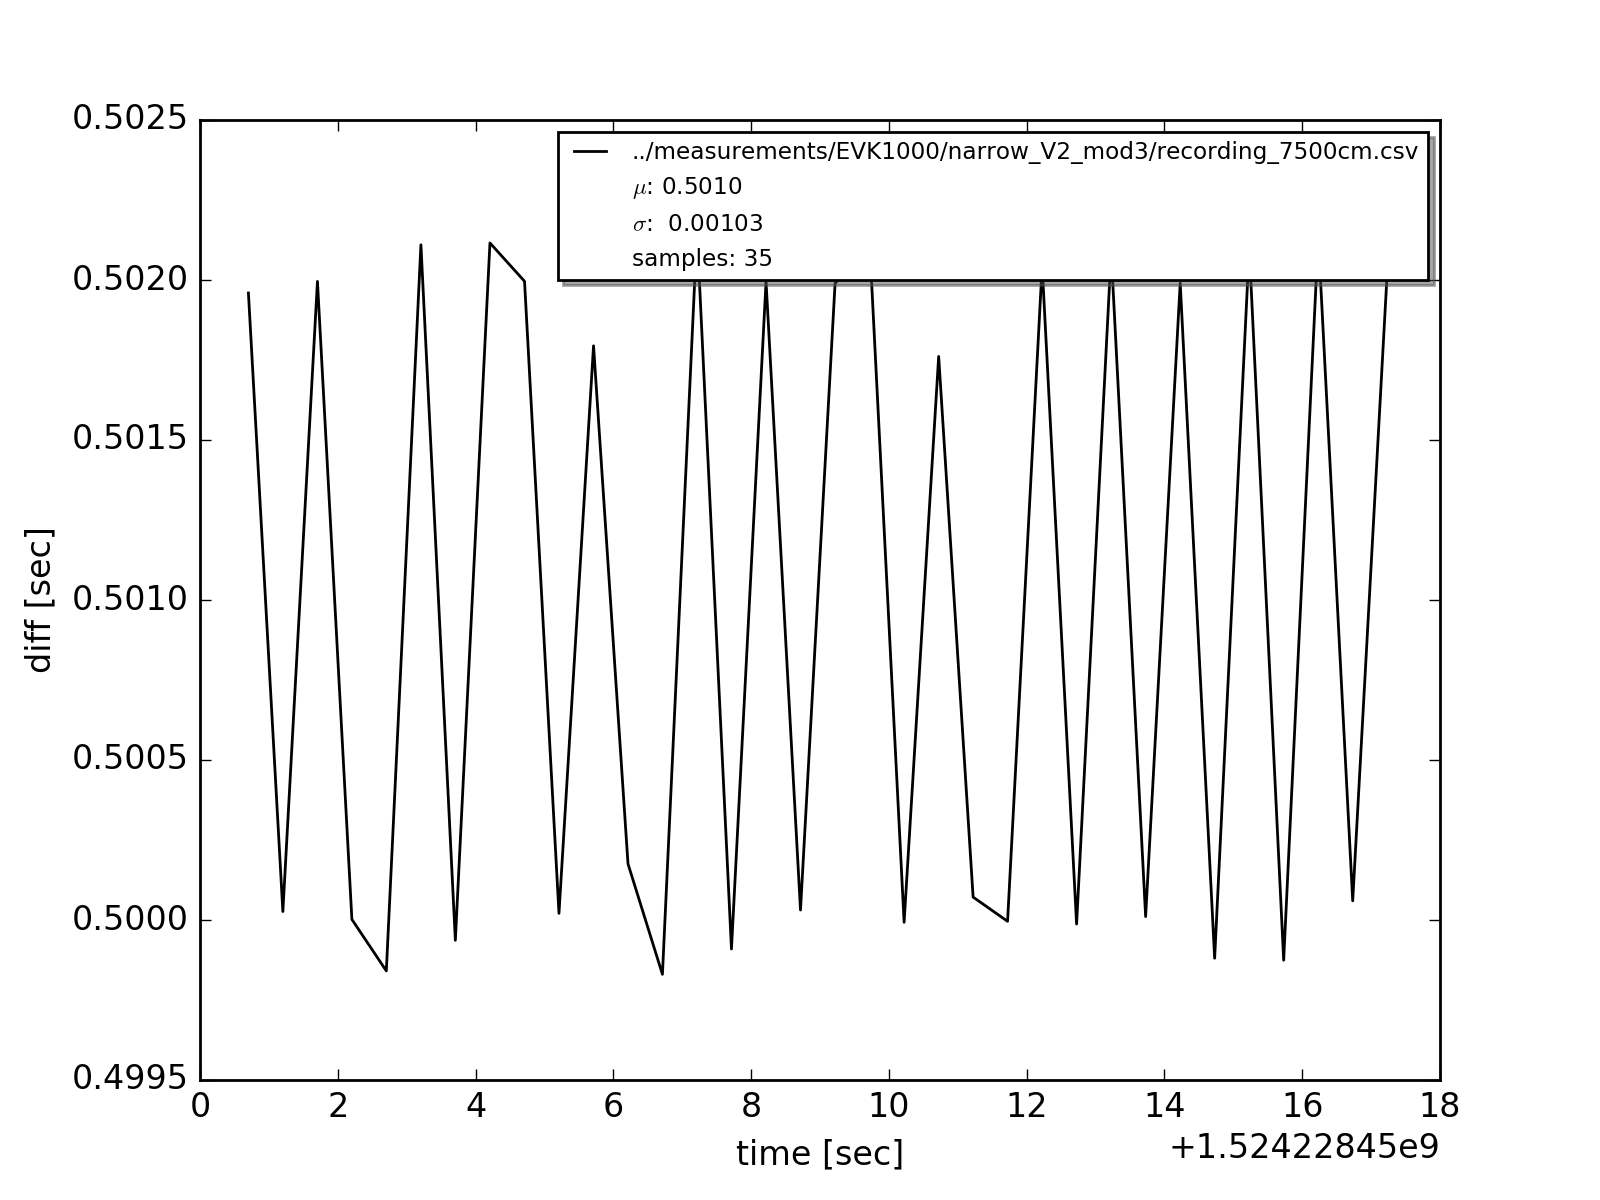 0.5025
0.5020
0.5015
0.5010
0.5005
0.5000
0.4995
diff [sec]
../measurements/EVK1000/narrow_V2_mod3/recording_7500cm.csv
μ: 0.5010
σ: 0.00103
samples: 35
0 2 4 6 8 10 12 14 16 18
time [sec]
+1.52422845e9